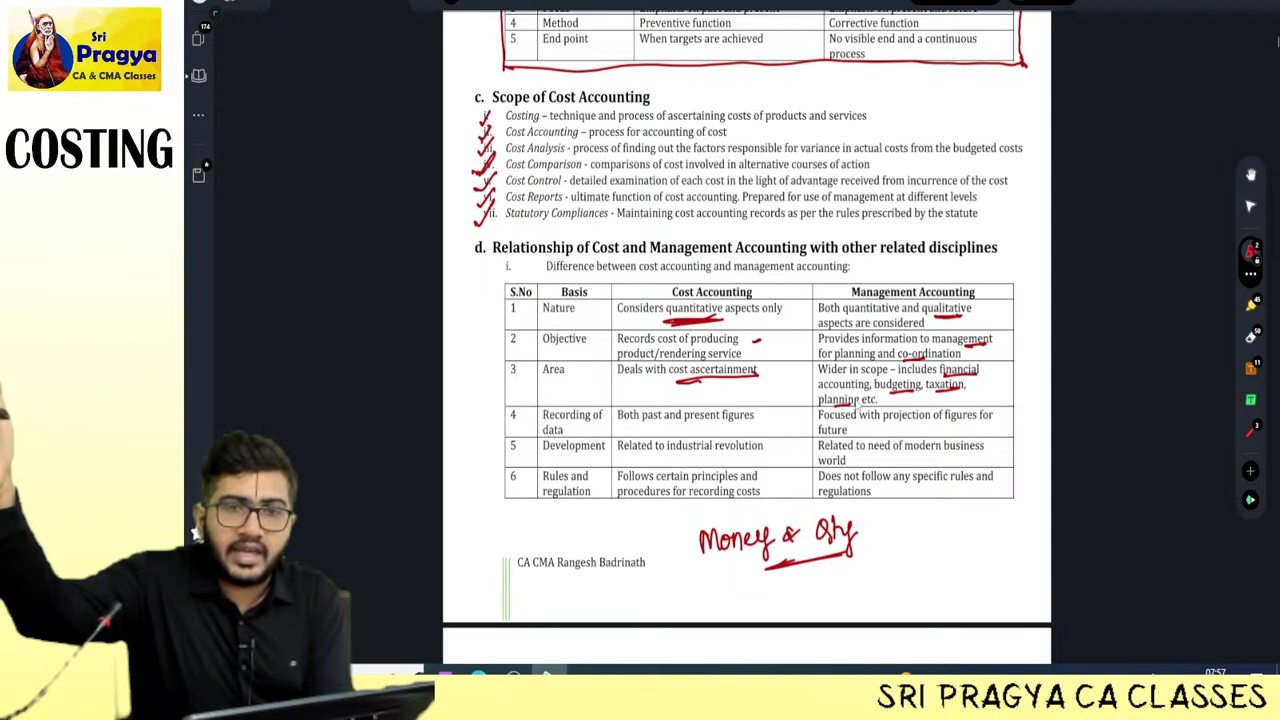 Sri
Pragya
CA & CMA Classes
COSTING
4 Method Preventive function Corrective function
5 End point When targets are achieved No visible end and a continuous
process
c. Scope of Cost Accounting
Costing – technique and process of ascertaining costs of products and services
Cost Accounting – process for accounting of cost
Cost Analysis - process of finding out the factors responsible for variance in actual costs from the budgeted costs
Cost Comparison - comparisons of cost involved in alternative courses of action
Cost Control - detailed examination of each cost in the light of advantage received from incurrence of the cost
Cost Reports - ultimate function of cost accounting. Prepared for use of management at different levels
Statutory Compliances - Maintaining cost accounting records as per the rules prescribed by the statute
d. Relationship of Cost and Management Accounting with other related disciplines
i. Difference between cost accounting and management accounting:
S.No Basis Cost Accounting Management Accounting
1 Nature Considers quantitative aspects only Both quantitative and qualitative
aspects are considered
2 Objective Records cost of producing Provides information to management
product/rendering service for planning and co-ordination
3 Area Deals with cost ascertainment Wider in scope – includes financial
accounting, budgeting, taxation,
planning etc.
4 Recording of Both past and present figures Focused with projection of figures for
data future
5 Development Related to industrial revolution Related to need of modern business
world
6 Rules and Follows certain principles and Does not follow any specific rules and
regulation procedures for recording costs regulations
Money & Qty
CA CMA Rangesh Badrinath
07:57
SRI PRAGYA CA CLASSES